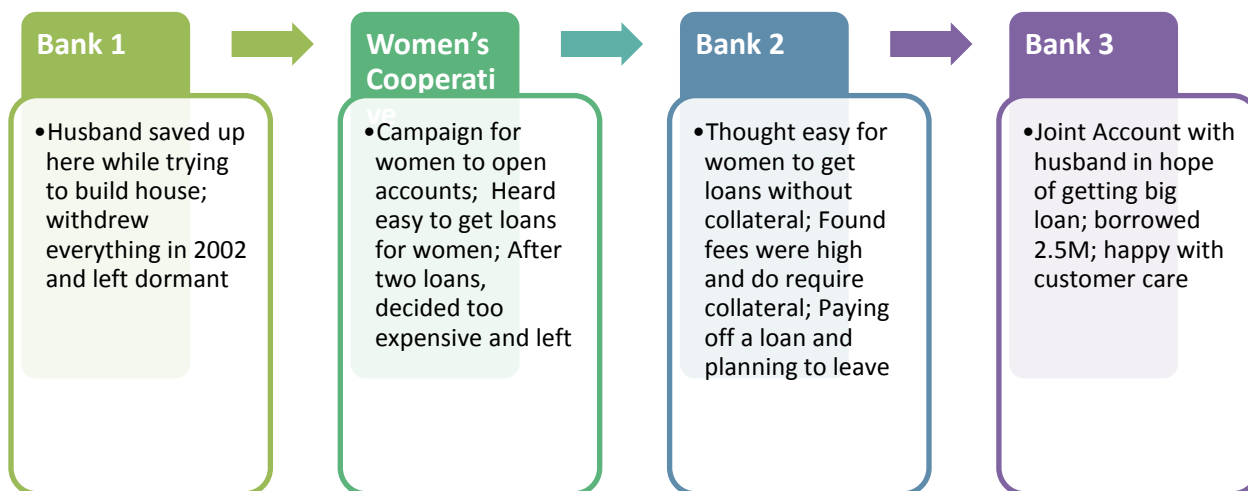 Bank 1
•Husband saved up
here while trying
to build house;
withdrew
everything in 2002
and left dormant
Women’s
Cooperati
ve
•Campaign for
women to open
accounts;  Heard
easy to get loans
for women; After
two loans,
decided too
expensive and left
Bank 2
•Thought easy for
women to get
loans without
collateral; Found
fees were high
and do require
collateral; Paying
off a loan and
planning to leave
Bank 3
•Joint Account with
husband in hope
of getting big
loan; borrowed
2.5M; happy with
customer care